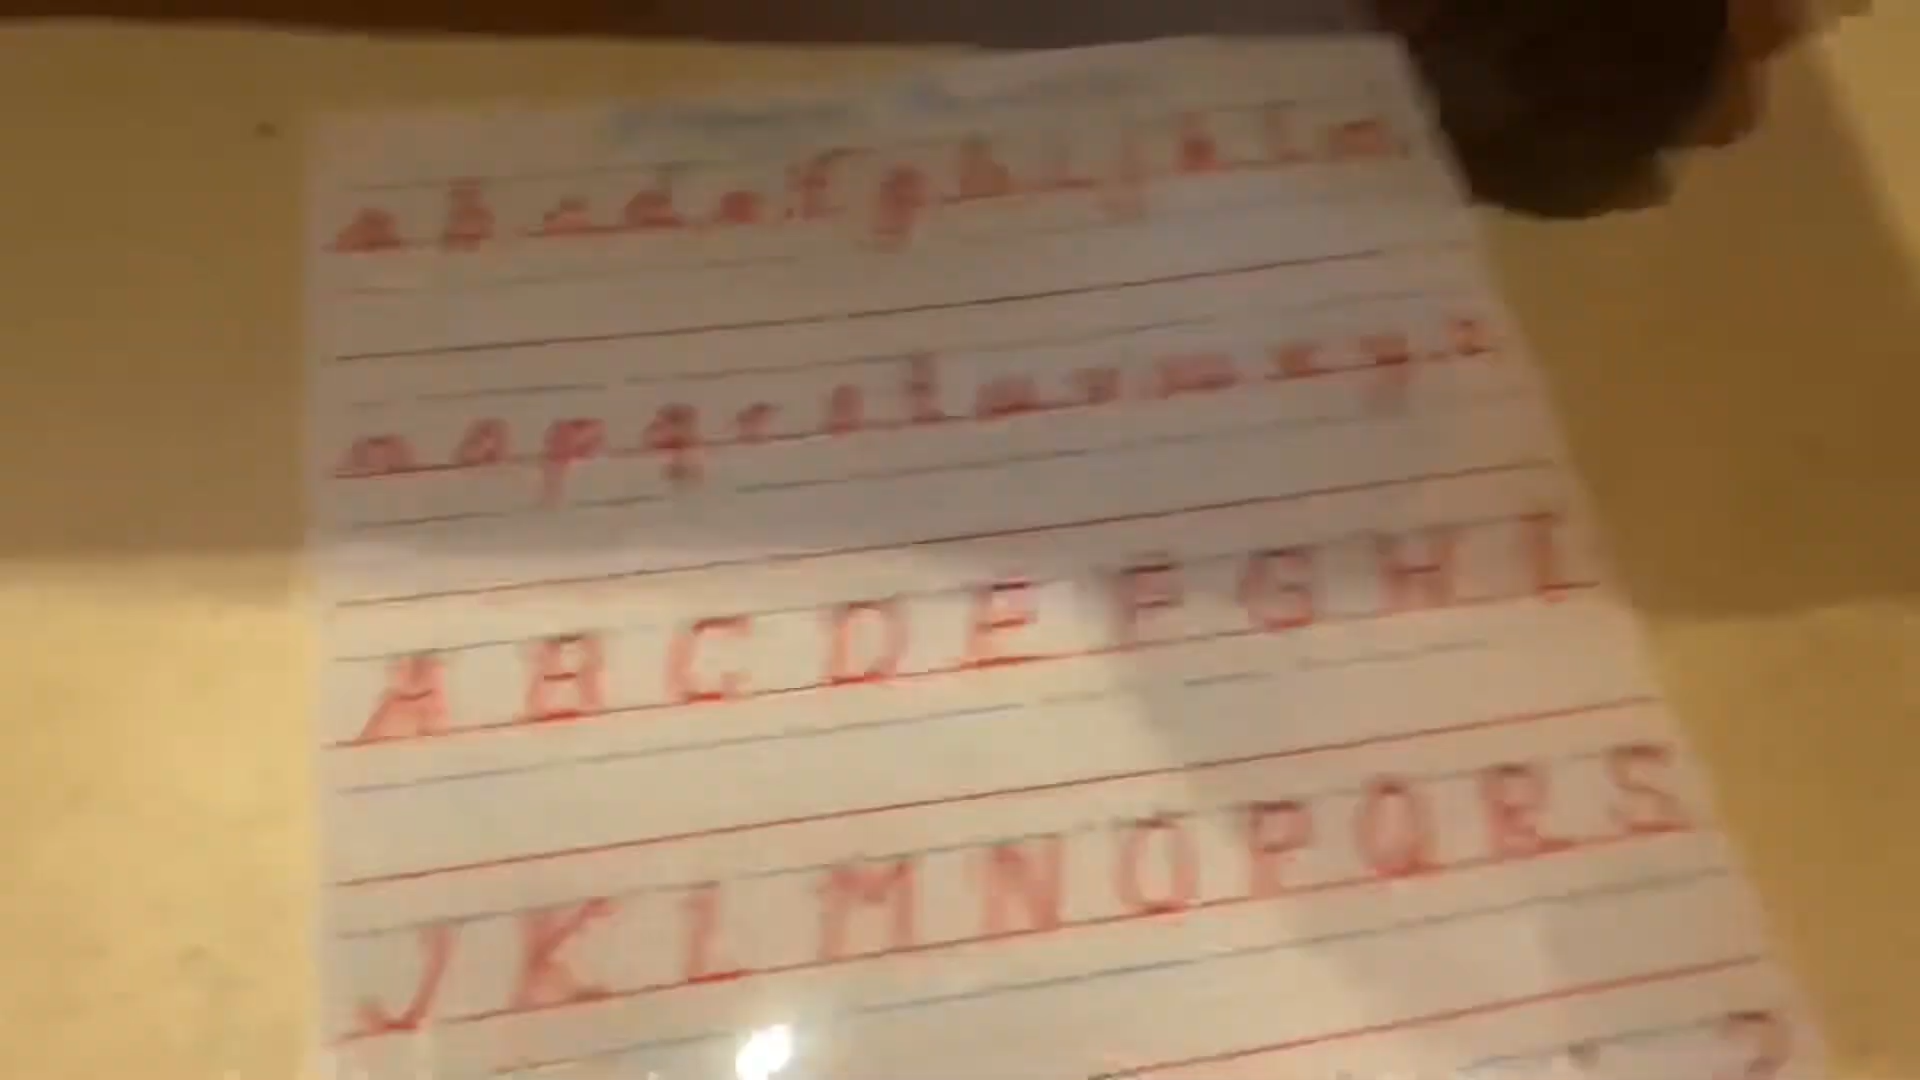 a b c d e f g h i j k l m
n o p q r s t u v w x y z
A B C D E F G H I
J K L M N O P Q R S